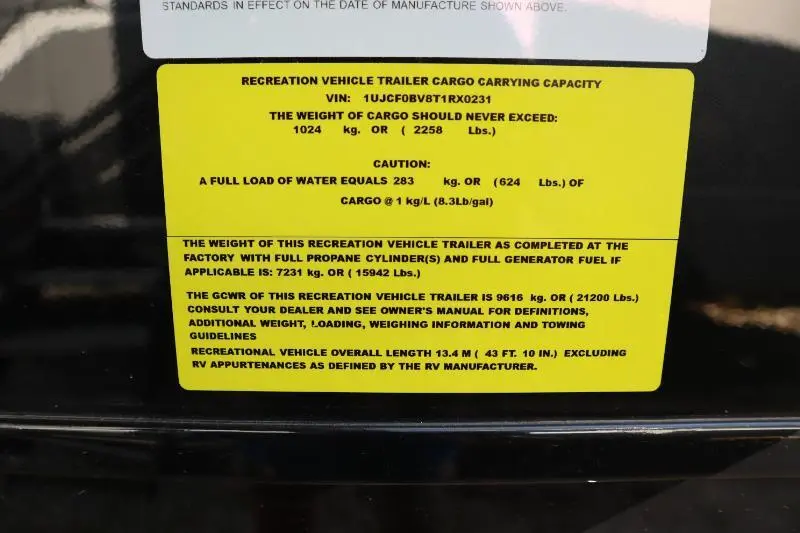 STANDARDS IN EFFECT ON THE DATE OF MANUFACTURE SHOWN ABOVE.
RECREATION VEHICLE TRAILER CARGO CARRYING CAPACITY
VIN: 1UJCF0BV8T1RX0231
THE WEIGHT OF CARGO SHOULD NEVER EXCEED:
1024 kg. OR ( 2258 Lbs.)
CAUTION:
A FULL LOAD OF WATER EQUALS 283 kg. OR (624 Lbs.) OF
CARGO @ 1 kg/L (8.3Lb/gal)
THE WEIGHT OF THIS RECREATION VEHICLE TRAILER AS COMPLETED AT THE
FACTORY WITH FULL PROPANE CYLINDER(S) AND FULL GENERATOR FUEL IF
APPLICABLE IS: 7231 kg. OR ( 15942 Lbs.)
THE GCWR OF THIS RECREATION VEHICLE TRAILER IS 9616 kg. OR ( 21200 Lbs.)
CONSULT YOUR DEALER AND SEE OWNER'S MANUAL FOR DEFINITIONS,
ADDITIONAL WEIGHT, LOADING, WEIGHING INFORMATION AND TOWING
GUIDELINES
RECREATIONAL VEHICLE OVERALL LENGTH 13.4 M ( 43 FT. 10 IN.) EXCLUDING
RV APPURTENANCES AS DEFINED BY THE RV MANUFACTURER.